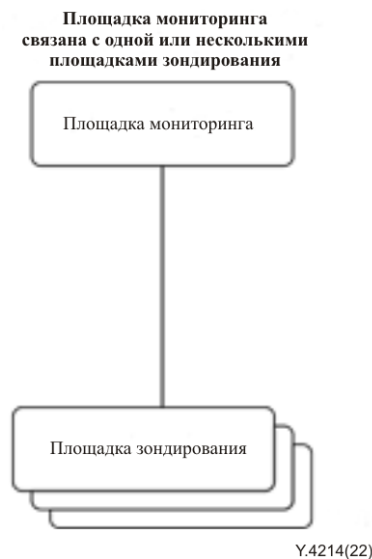 Площадка мониторинга
связана с одной или несколькими
площадками зондирования
Площадка мониторинга
Площадка зондирования
Y.4214(22)